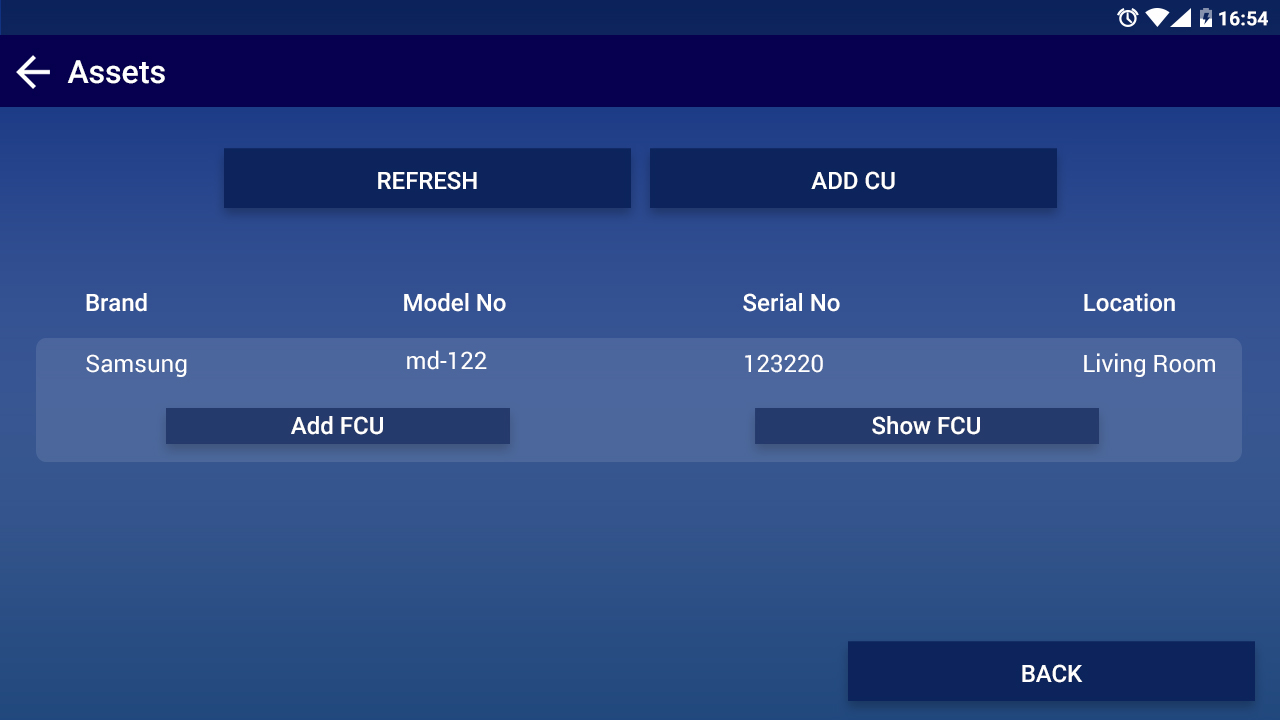 16:54
Assets
REFRESH ADD CU
Brand Model No Serial No Location
Samsung md-122 123220 Living Room
Add FCU Show FCU
BACK